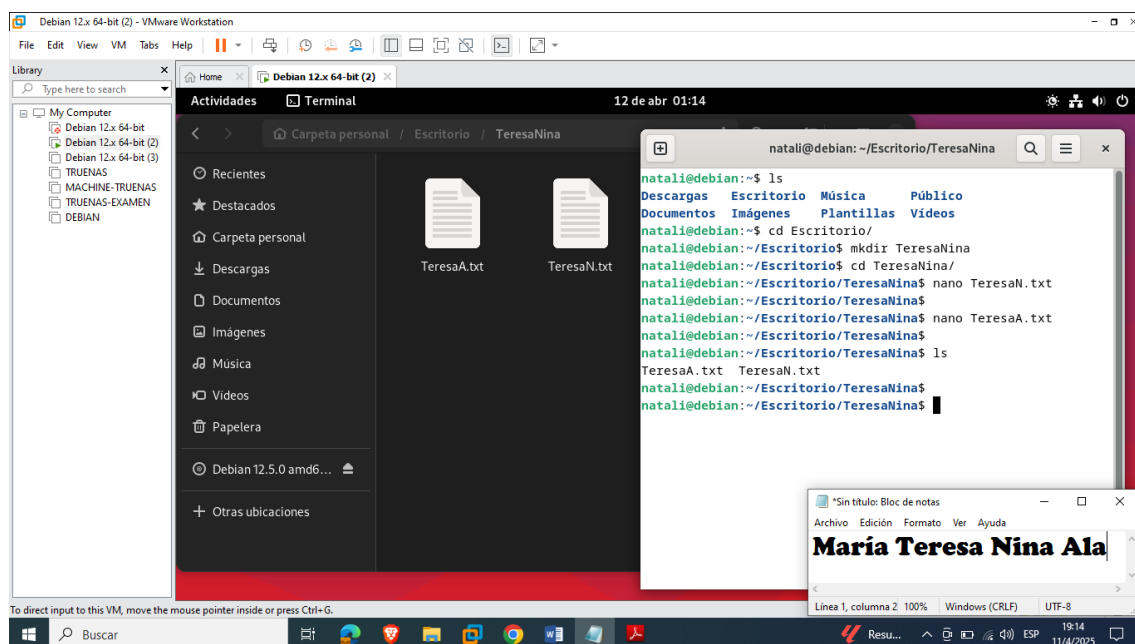 Debian 12.x 64-bit (2) - VMware Workstation
File Edit View VM Tabs Help
Library
Type here to search
My Computer
Debian 12.x 64-bit
Debian 12.x 64-bit (2)
Debian 12.x 64-bit (3)
TRUENAS
MACHINE-TRUENAS
TRUENAS-EXAMEN
DEBIAN
Home
Debian 12.x 64-bit (2)
Actividades Terminal 12 de abr 01:14
Carpeta personal / Escritorio / TeresaNina
Recientes
Destacados
Carpeta personal
Descargas
Documentos
Imágenes
Música
Vídeos
Papelera
Debian 12.5.0 amd6...
Otras ubicaciones
TeresaA.txt TeresaN.txt
natali@debian: ~/Escritorio/TeresaNina
natali@debian:~$ ls
Descargas Escritorio Música Público
Documentos Imágenes Plantillas Vídeos
natali@debian:~$ cd Escritorio/
natali@debian:~/Escritorio$ mkdir TeresaNina
natali@debian:~/Escritorio$ cd TeresaNina/
natali@debian:~/Escritorio/TeresaNina$ nano TeresaN.txt
natali@debian:~/Escritorio/TeresaNina$
natali@debian:~/Escritorio/TeresaNina$ nano TeresaA.txt
natali@debian:~/Escritorio/TeresaNina$
natali@debian:~/Escritorio/TeresaNina$ ls
TeresaA.txt TeresaN.txt
natali@debian:~/Escritorio/TeresaNina$
natali@debian:~/Escritorio/TeresaNina$
*Sin título: Bloc de notas
Archivo Edición Formato Ver Ayuda
María Teresa Nina Ala
Línea 1, columna 2 100% Windows (CRLF) UTF-8
To direct input to this VM, move the mouse pointer inside or press Ctrl+G.
Buscar
Resu... ESP
19:14
11/4/2025